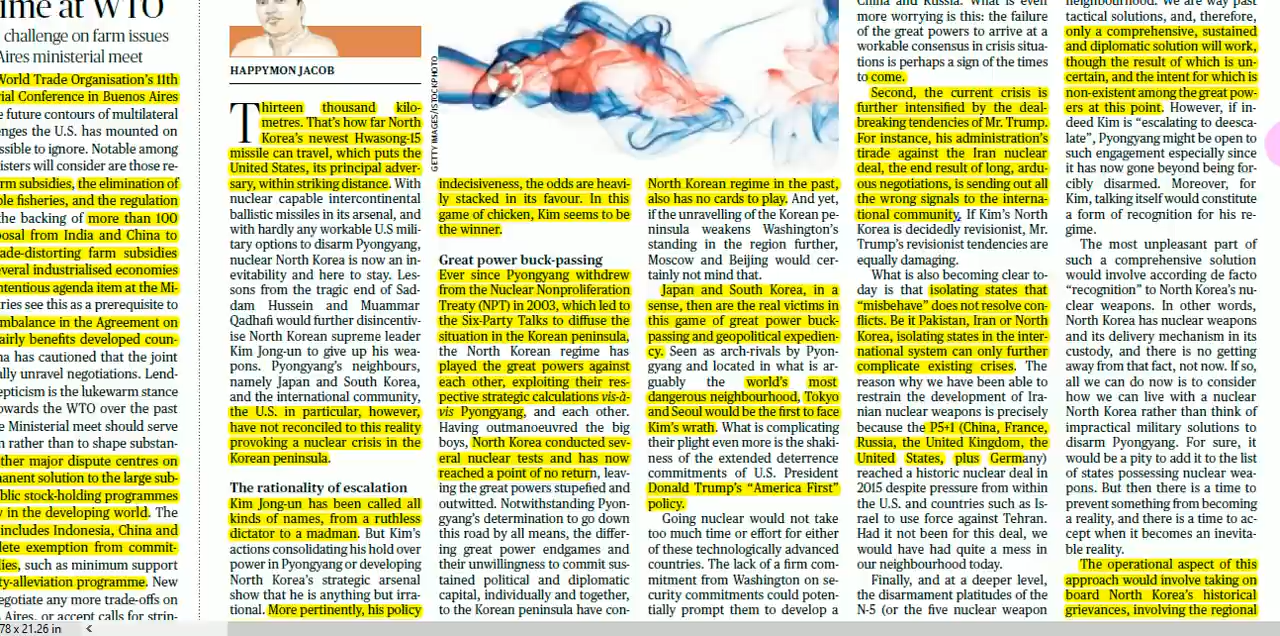 ime at WTO
challenge on farm issues
Aires ministerial meet
World Trade Organisation's 11th
ial Conference in Buenos Aires
e future contours of multilateral
enges the U.S. has mounted on
ssible to ignore. Notable among
isters will consider are those re-
rm subsidies, the elimination of
ble fisheries, and the regulation
the backing of more than 100
posal from India and China to
ade-distorting farm subsidies
everal industrialised economies
ntentious agenda item at the Mi-
ries see this as a prerequisite to
mbalance in the Agreement on
airly benefits developed coun-
na has cautioned that the joint
ally unravel negotiations. Lend-
epticism is the lukewarm stance
owards the WTO over the past
e Ministerial meet should serve
n rather than to shape substan-
ther major dispute centres on
manent solution to the large sub-
blic stock-holding programmes
y in the developing world. The
includes Indonesia, China and
lete exemption from commit-
lies, such as minimum support
ty-alleviation programme. New
negotiate any more trade-offs on
Aires, or accept calls for strin-
78 x 21.26 in
<
HAPPYMON JACOB
Thirteen thousand kilo-
metres. That's how far North
Korea's newest Hwasong-15
missile can travel, which puts the
United States, its principal adver-
sary, within striking distance. With
nuclear capable intercontinental
ballistic missiles in its arsenal, and
with hardly any workable U.S mili-
tary options to disarm Pyongyang,
nuclear North Korea is now an in-
evitability and here to stay. Les-
sons from the tragic end of Sad-
dam Hussein and Muammar
Qadhafi would further disincentiv-
ise North Korean supreme leader
Kim Jong-un to give up his wea-
pons. Pyongyang's neighbours,
namely Japan and South Korea,
and the international community,
the U.S. in particular, however,
have not reconciled to this reality
provoking a nuclear crisis in the
Korean peninsula.
The rationality of escalation
Kim Jong-un has been called all
kinds of names, from a ruthless
dictator to a madman. But Kim's
actions consolidating his hold over
power in Pyongyang or developing
North Korea's strategic arsenal
show that he is anything but irra-
tional. More pertinently, his policy
GETTY IMAGES/ISTOCKPHOTO
indecisiveness, the odds are heavi-
ly stacked in its favour. In this
game of chicken, Kim seems to be
the winner.
Great power buck-passing
Ever since Pyongyang withdrew
from the Nuclear Nonproliferation
Treaty (NPT) in 2003, which led to
the Six-Party Talks to diffuse the
situation in the Korean peninsula,
the North Korean regime has
played the great powers against
each other, exploiting their res-
pective strategic calculations vis-à-
vis Pyongyang, and each other.
Having outmanoeuvred the big
boys, North Korea conducted sev-
eral nuclear tests and has now
reached a point of no return, leav-
ing the great powers stupefied and
outwitted. Notwithstanding Pyon-
gyang's determination to go down
this road by all means, the differ-
ing great power endgames and
their unwillingness to commit sus-
tained political and diplomatic
capital, individually and together,
to the Korean peninsula have con-
North Korean regime in the past,
also has no cards to play. And yet,
if the unravelling of the Korean pe-
ninsula weakens Washington's
standing in the region further,
Moscow and Beijing would cer-
tainly not mind that.
Japan and South Korea, in a
sense, then are the real victims in
this game of great power buck-
passing and geopolitical expedien-
cy. Seen as arch-rivals by Pyon-
gyang and located in what is ar-
guably the world's most
dangerous neighbourhood, Tokyo
and Seoul would be the first to face
Kim's wrath. What is complicating
their plight even more is the shaki-
ness of the extended deterrence
commitments of U.S. President
Donald Trump's “America First”
policy.
Going nuclear would not take
too much time or effort for either
of these technologically advanced
countries. The lack of a firm com-
mitment from Washington on se-
curity commitments could poten-
tially prompt them to develop a
China and Russia. What is even
more worrying is this: the failure
of the great powers to arrive at a
workable consensus in crisis situa-
tions is perhaps a sign of the times
to come.
Second, the current crisis is
further intensified by the deal-
breaking tendencies of Mr. Trump.
For instance, his administration's
tirade against the Iran nuclear
deal, the end result of long, ardu-
ous negotiations, is sending out all
the wrong signals to the interna-
tional community. If Kim's North
Korea is decidedly revisionist, Mr.
Trump's revisionist tendencies are
equally damaging.
What is also becoming clear to-
day is that isolating states that
“misbehave” does not resolve con-
flicts. Be it Pakistan, Iran or North
Korea, isolating states in the inter-
national system can only further
complicate existing crises. The
reason why we have been able to
restrain the development of Ira-
nian nuclear weapons is precisely
because the P5+1 (China, France,
Russia, the United Kingdom, the
United States, plus Germany)
reached a historic nuclear deal in
2015 despite pressure from within
the U.S. and countries such as Is-
rael to use force against Tehran.
Had it not been for this deal, we
would have had quite a mess in
our neighbourhood today.
Finally, and at a deeper level,
the disarmament platitudes of the
N-5 (or the five nuclear weapon
neighbourhood. We are way past
tactical solutions, and, therefore,
only a comprehensive, sustained
and diplomatic solution will work,
though the result of which is un-
certain, and the intent for which is
non-existent among the great pow-
ers at this point. However, if in-
deed Kim is “escalating to deesca-
late”, Pyongyang might be open to
such engagement especially since
it has now gone beyond being for-
cibly disarmed. Moreover, for
Kim, talking itself would constitute
a form of recognition for his re-
gime.
The most unpleasant part of
such a comprehensive solution
would involve according de facto
“recognition” to North Korea's nu-
clear weapons. In other words,
North Korea has nuclear weapons
and its delivery mechanism in its
custody, and there is no getting
away from that fact, not now. If so,
all we can do now is to consider
how we can live with a nuclear
North Korea rather than think of
impractical military solutions to
disarm Pyongyang. For sure, it
would be a pity to add it to the list
of states possessing nuclear wea-
pons. But then there is a time to
prevent something from becoming
a reality, and there is a time to ac-
cept when it becomes an inevita-
ble reality.
The operational aspect of this
approach would involve taking on
board North Korea's historical
grievances, involving the regional